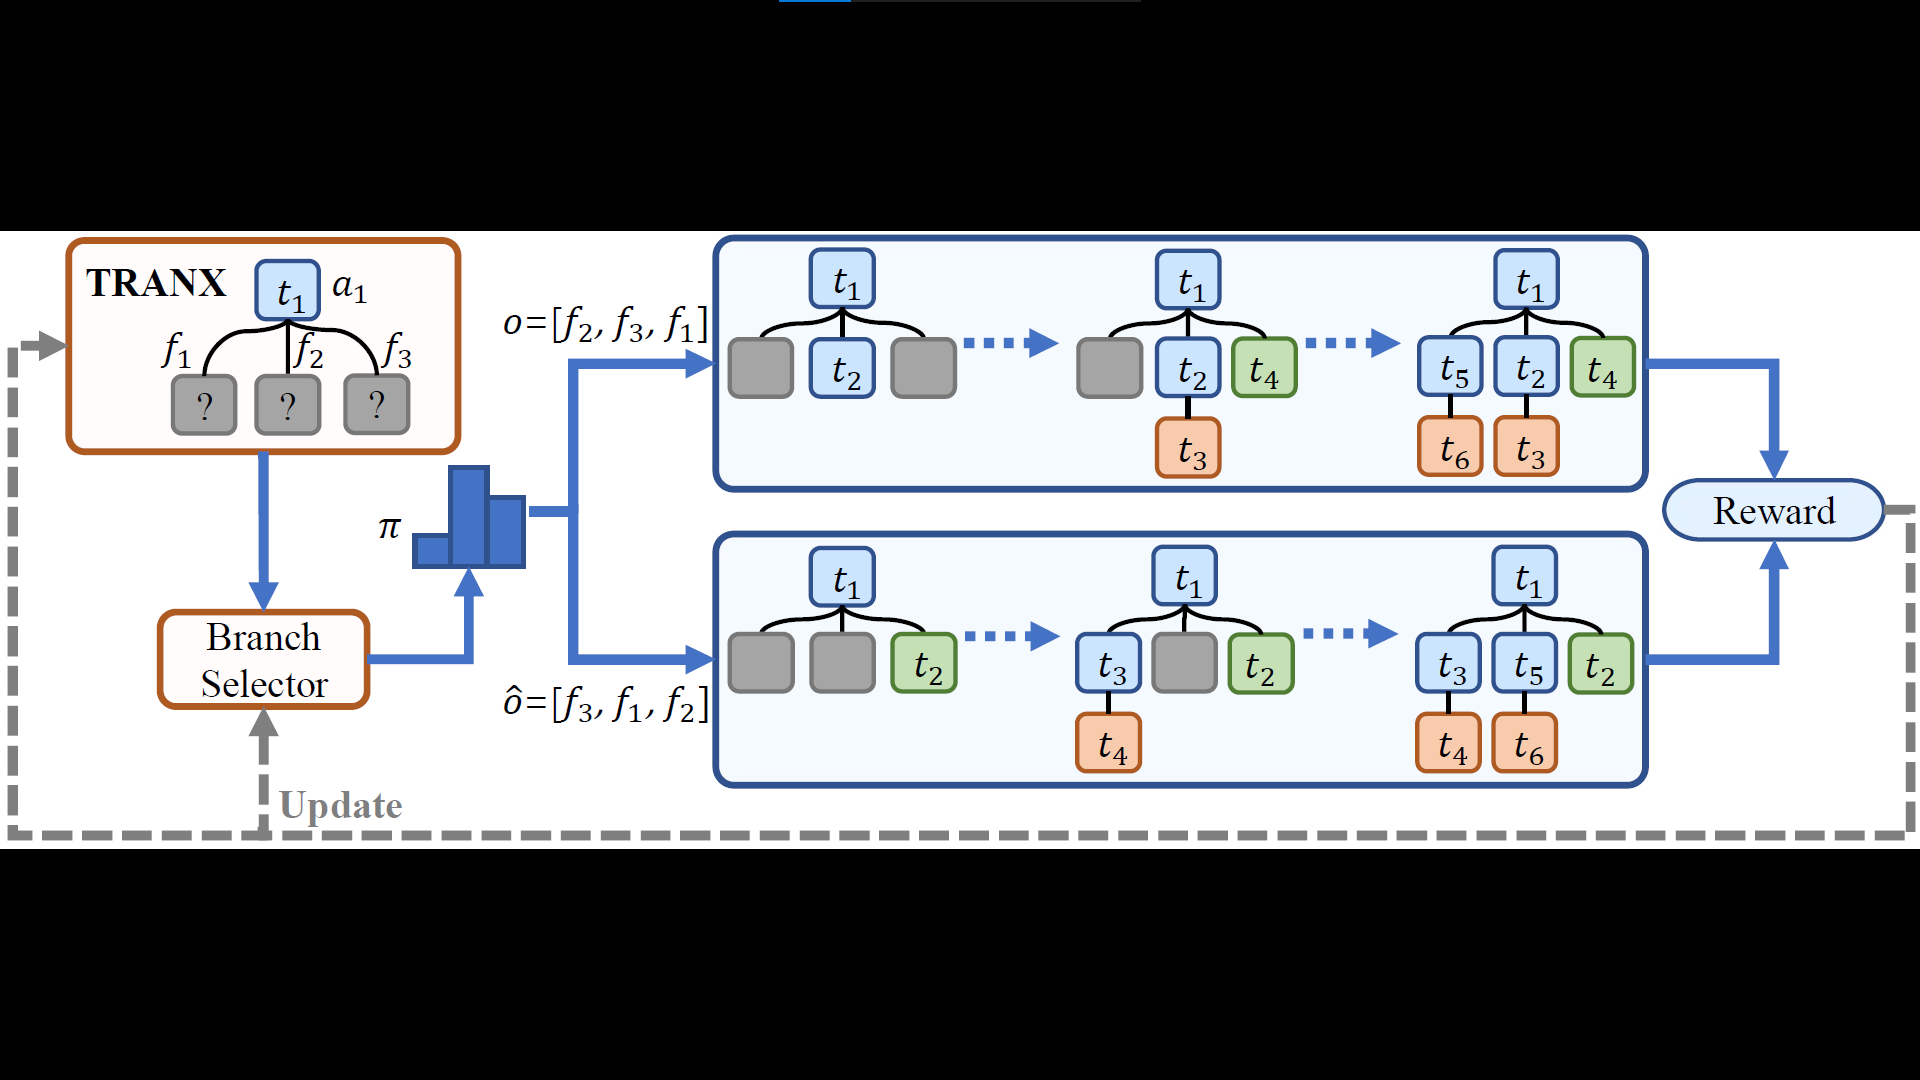 TRANX
t₁ a₁
f₁ f₂ f₃
? ? ?
Branch
Selector
π
o=[f₂, f₃, f₁]
t₁
t₂
t₁
t₂ t₄
t₃
t₁
t₅ t₂ t₄
t₆ t₃
ô=[f₃, f₁, f₂]
t₁
t₂
t₁
t₃ t₂
t₄
t₁
t₃ t₅ t₂
t₄ t₆
Reward
Update